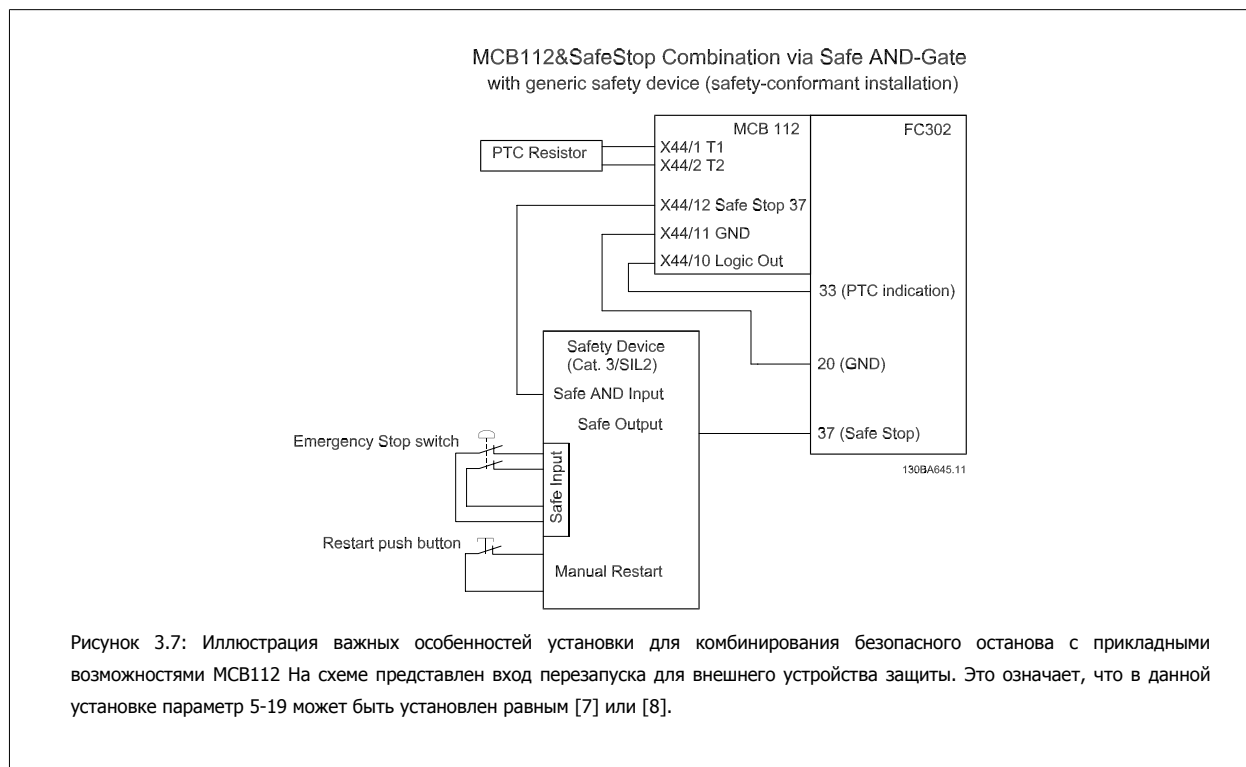 MCB112&SafeStop Combination via Safe AND-Gate
with generic safety device (safety-conformant installation)
MCB 112
FC302
PTC Resistor
X44/1 T1
X44/2 T2
X44/12 Safe Stop 37
X44/11 GND
X44/10 Logic Out
33 (PTC indication)
Safety Device
(Cat. 3/SIL2)
20 (GND)
Safe AND Input
Safe Output
37 (Safe Stop)
Emergency Stop switch
Safe Input
130BA645.11
Restart push button
Manual Restart
Рисунок 3.7: Иллюстрация важных особенностей установки для комбинирования безопасного останова с прикладными
возможностями MCB112 На схеме представлен вход перезапуска для внешнего устройства защиты. Это означает, что в данной
установке параметр 5-19 может быть установлен равным [7] или [8].